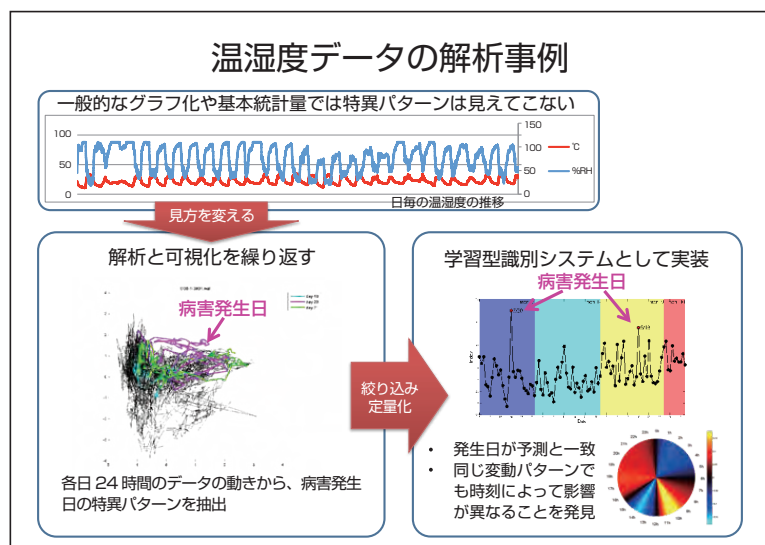 温湿度データの解析事例
一般的なグラフ化や基本統計量では特異パターンは見えてこない
100
50
0
150
100
50
0
℃
%RH
日毎の温湿度の推移
見方を変える
解析と可視化を繰り返す
病害発生日
各日 24 時間のデータの動きから、病害発生
日の特異パターンを抽出
絞り込み
定量化
学習型識別システムとして実装
病害発生日
• 発生日が予測と一致
• 同じ変動パターンで
も時刻によって影響
が異なることを発見